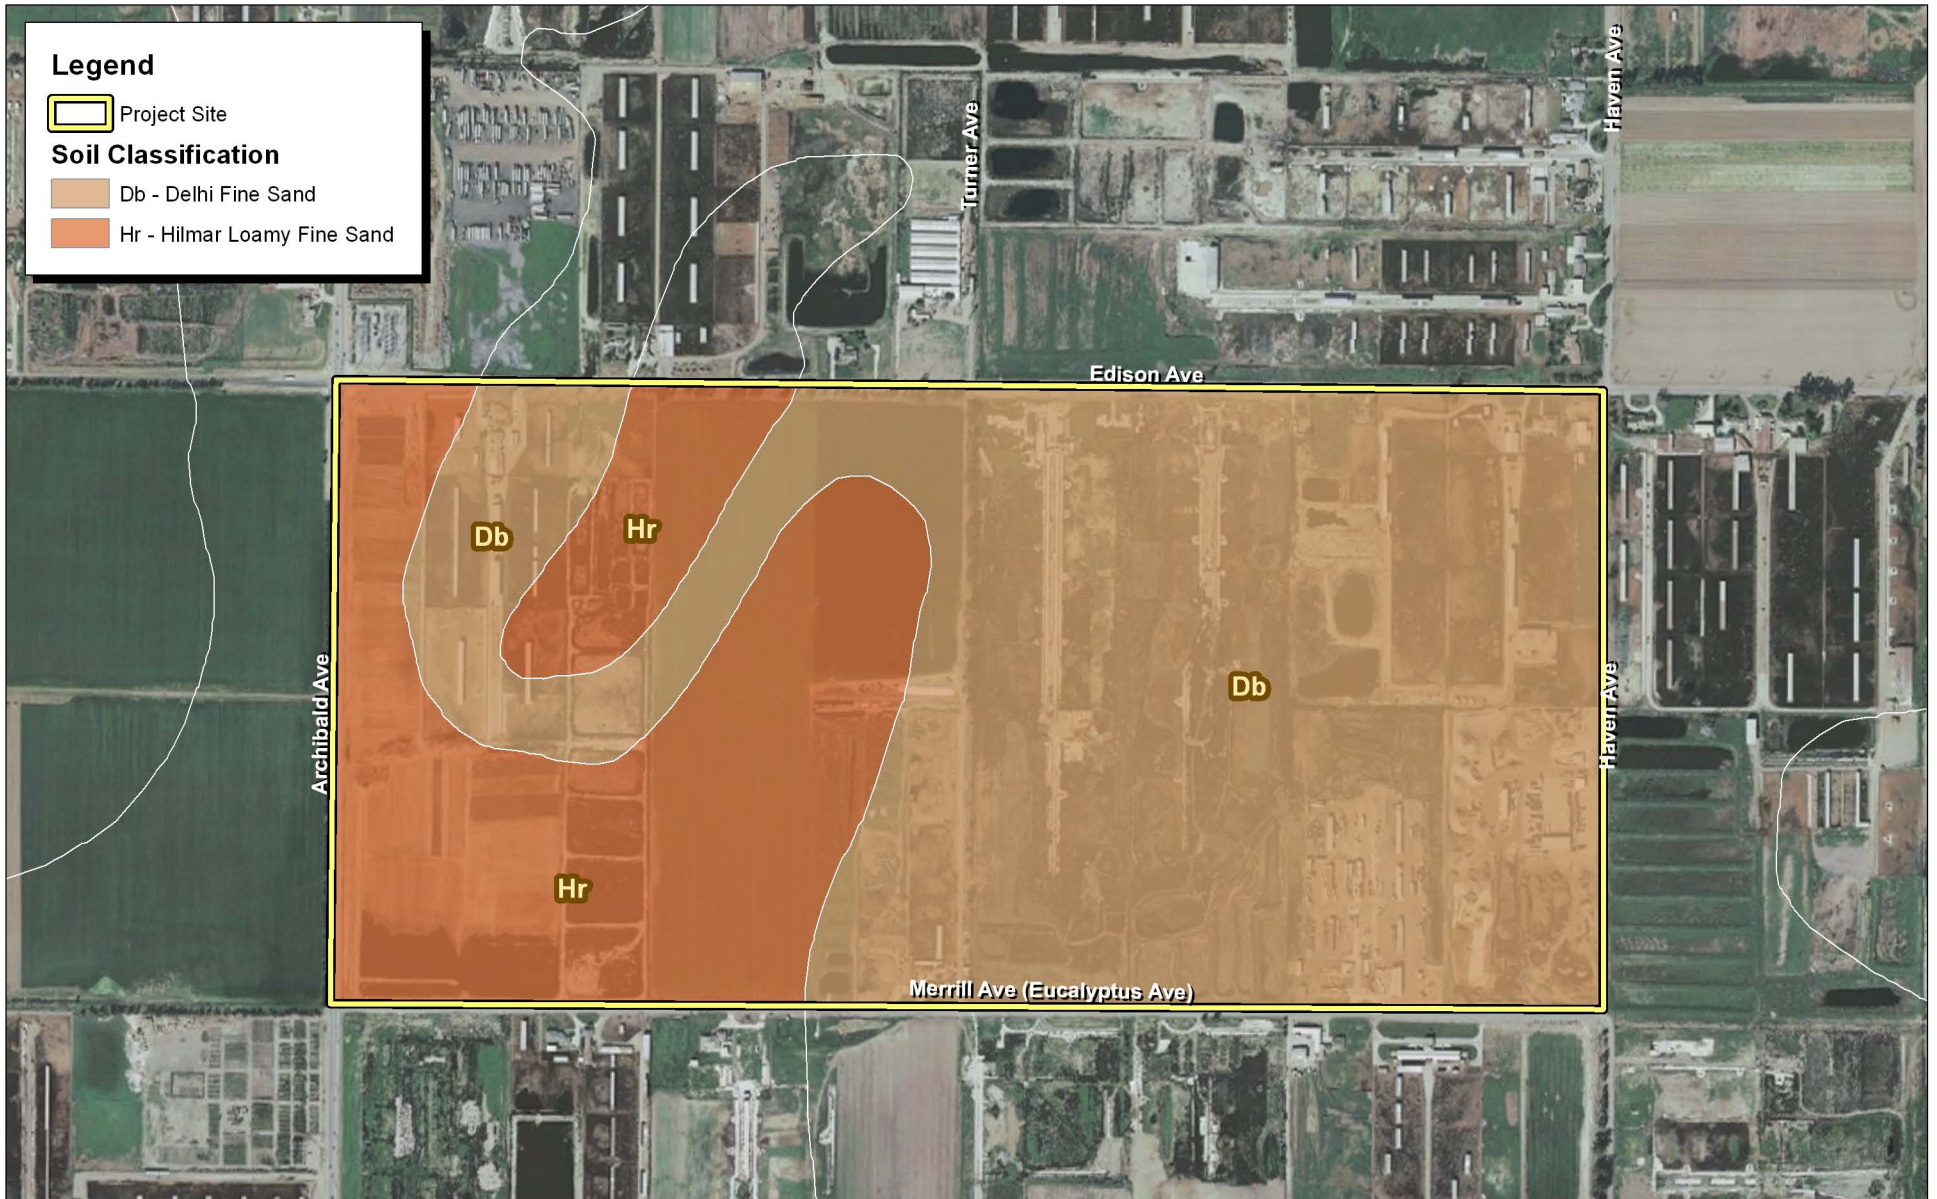 Legend
Project Site
Soil Classification
Db - Delhi Fine Sand
Hr - Hilmar Loamy Fine Sand
Haven Ave
Turner Ave
Edison Ave
Db
Hr
Archibald Ave
Db
Haven Ave
Hr
Merrill Ave (Eucalyptus Ave)